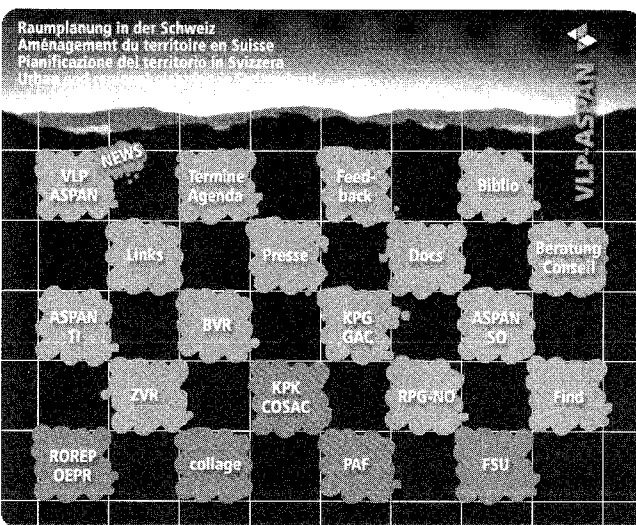 Raumplanung in der Schweiz
Aménagement du territoire en Suisse
Pianificazione del territorio in Svizzera
VLP-ASPAN
VLP
ASPAN
NEWS
Termine
Agenda
Feed-
back
Biblio
Links
Presse
Docs
Beratung
Conseil
ASPAN
TI
BVR
KPG
GAC
ASPAN
SO
ZVR
KPK
COSAC
RPG-NO
Find
ROREP
OEPR
collage
PAF
FSU